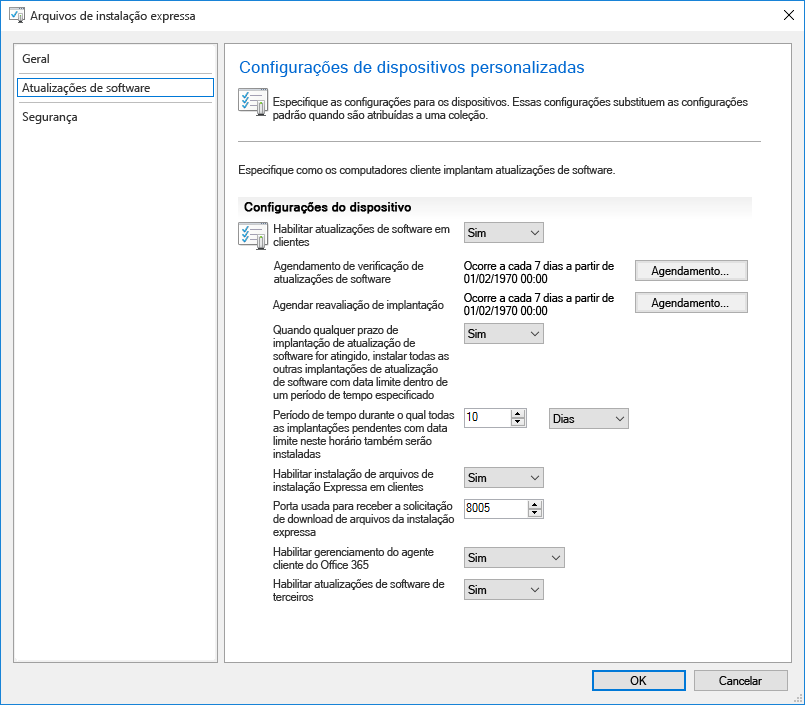 Arquivos de instalação expressa
Geral
Atualizações de software
Segurança
Configurações de dispositivos personalizadas
Especifique as configurações para os dispositivos. Essas configurações substituem as configurações
padrão quando são atribuídas a uma coleção.
Especifique como os computadores cliente implantam atualizações de software.
Configurações do dispositivo
Habilitar atualizações de software em
clientes
Sim
Agendamento de verificação de
atualizações de software
Ocorre a cada 7 dias a partir de
01/02/1970 00:00
Agendamento...
Agendar reavaliação de implantação
Ocorre a cada 7 dias a partir de
01/02/1970 00:00
Agendamento...
Quando qualquer prazo de
implantação de atualização de
software for atingido, instalar todas as
outras implantações de atualização
de software com data limite dentro de
um período de tempo especificado
Sim
Período de tempo durante o qual todas
as implantações pendentes com data
limite neste horário também serão
instaladas
10
Dias
Habilitar instalação de arquivos de
instalação Expressa em clientes
Sim
Porta usada para receber a solicitação
de download de arquivos da instalação
expressa
8005
Habilitar gerenciamento do agente
cliente do Office 365
Sim
Habilitar atualizações de software de
terceiros
Sim
OK
Cancelar